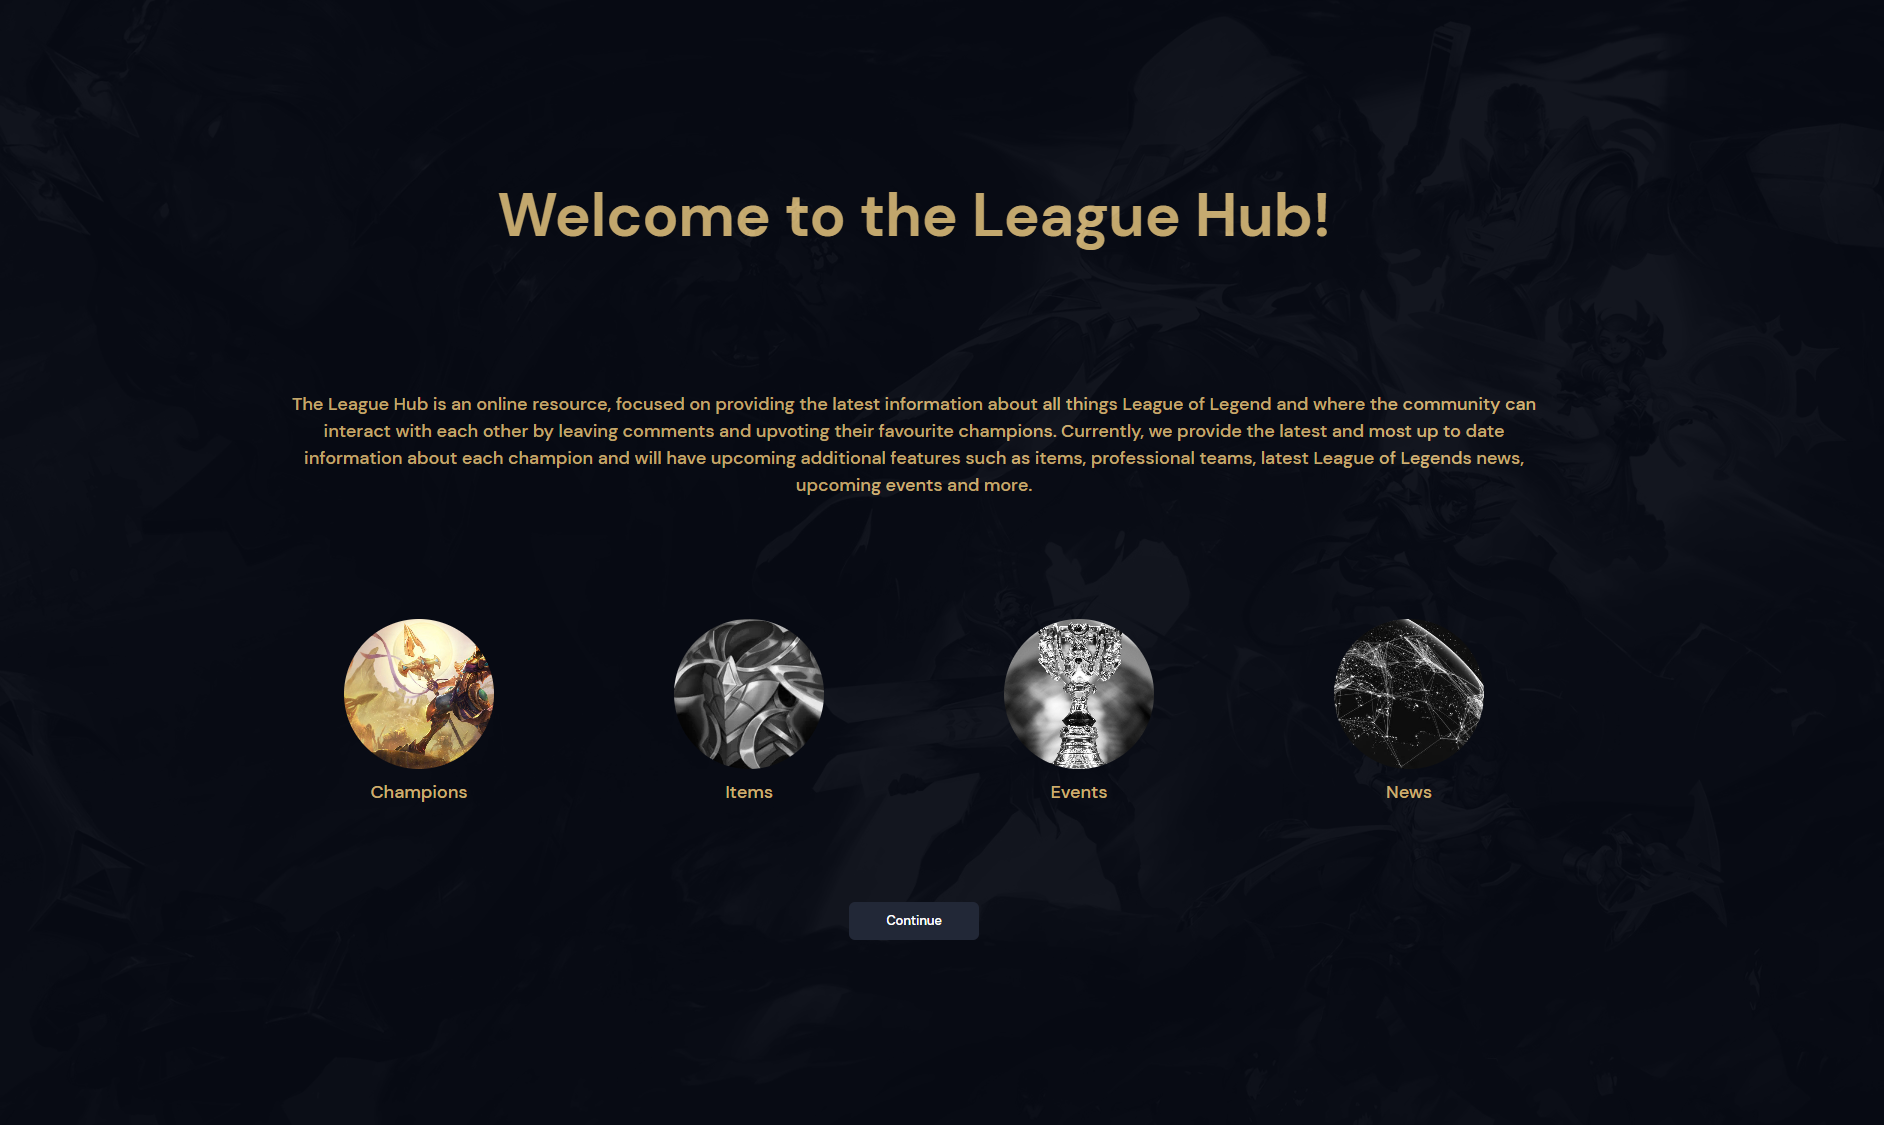 Welcome to the League Hub!
The League Hub is an online resource, focused on providing the latest information about all things League of Legend and where the community can
interact with each other by leaving comments and upvoting their favourite champions. Currently, we provide the latest and most up to date
information about each champion and will have upcoming additional features such as items, professional teams, latest League of Legends news,
upcoming events and more.
Champions
Items
Events
News
Continue